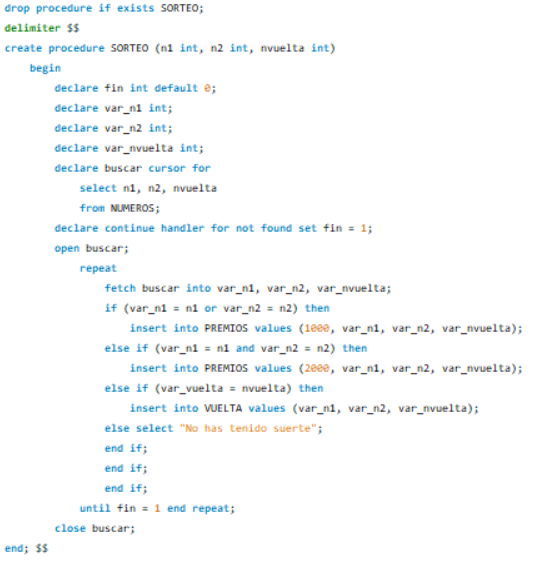 drop procedure if exists SORTEO;
delimiter $$
create procedure SORTEO (n1 int, n2 int, nvuelta int)
begin
declare fin int default 0;
declare var_n1 int;
declare var_n2 int;
declare var_nvuelta int;
declare buscar cursor for
select n1, n2, nvuelta
from NUMEROS;
declare continue handler for not found set fin = 1;
open buscar;
repeat
fetch buscar into var_n1, var_n2, var_nvuelta;
if (var_n1 = n1 or var_n2 = n2) then
insert into PREMIOS values (1000, var_n1, var_n2, var_nvuelta);
else if (var_n1 = n1 and var_n2 = n2) then
insert into PREMIOS values (2000, var_n1, var_n2, var_nvuelta);
else if (var_vuelta = nvuelta) then
insert into VUELTA values (var_n1, var_n2, var_nvuelta);
else select "No has tenido suerte";
end if;
end if;
end if;
until fin = 1 end repeat;
close buscar;
end; $$